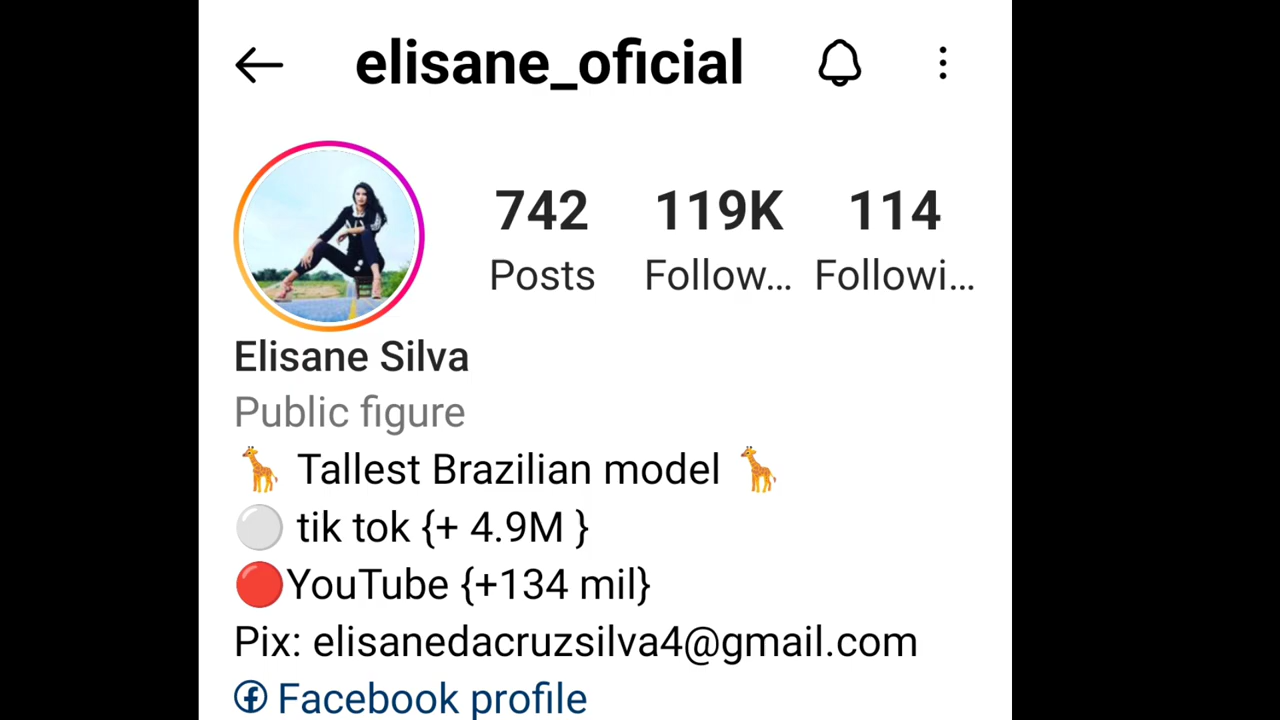 elisane_oficial
742 119K 114
Posts Follow... Followi...
Elisane Silva
Public figure
🦒 Tallest Brazilian model 🦒
⚪ tik tok {+ 4.9M }
🔴YouTube {+134 mil}
Pix: elisanedacruzsilva4@gmail.com
Facebook profile